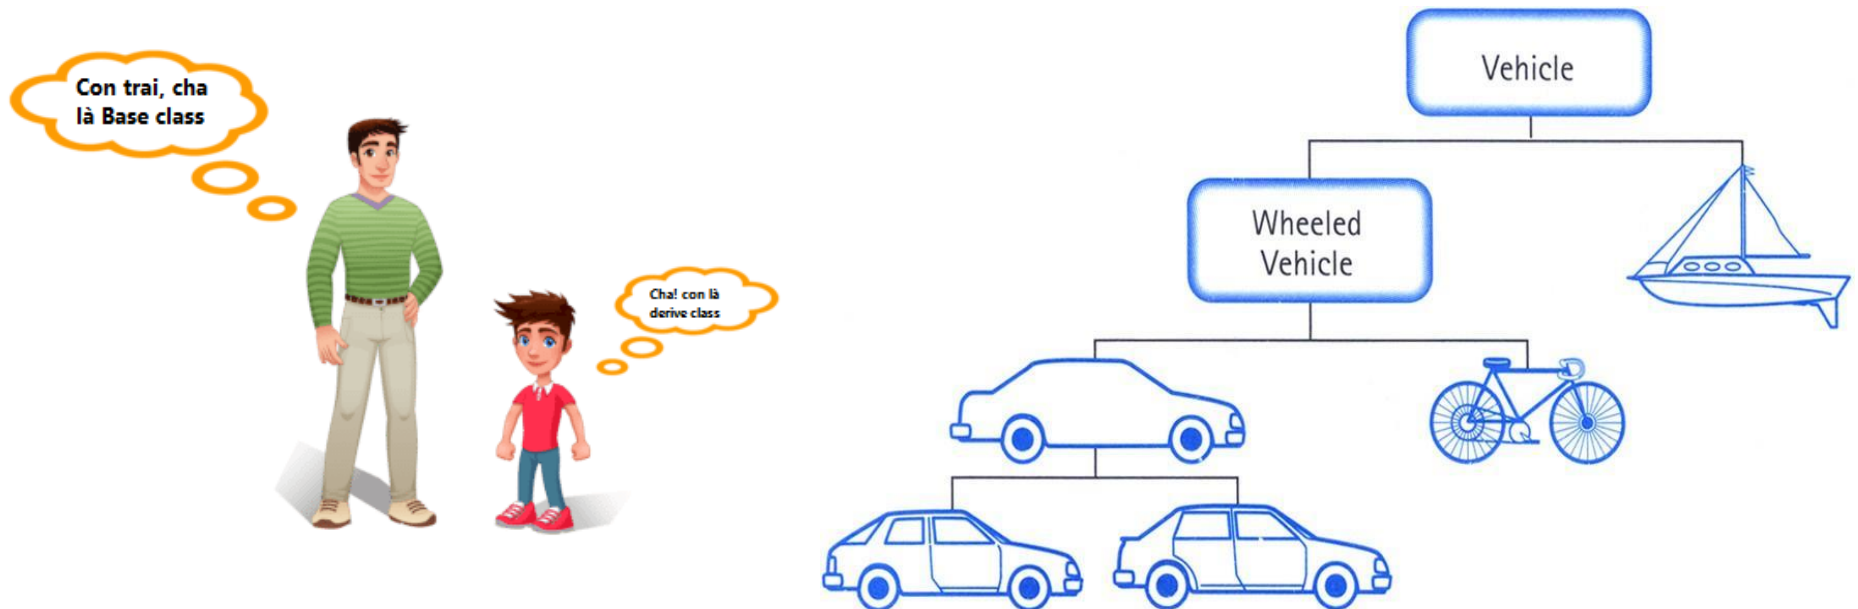 Con trai, cha
là Base class
Cha! con là
derive class
Vehicle
Wheeled
Vehicle